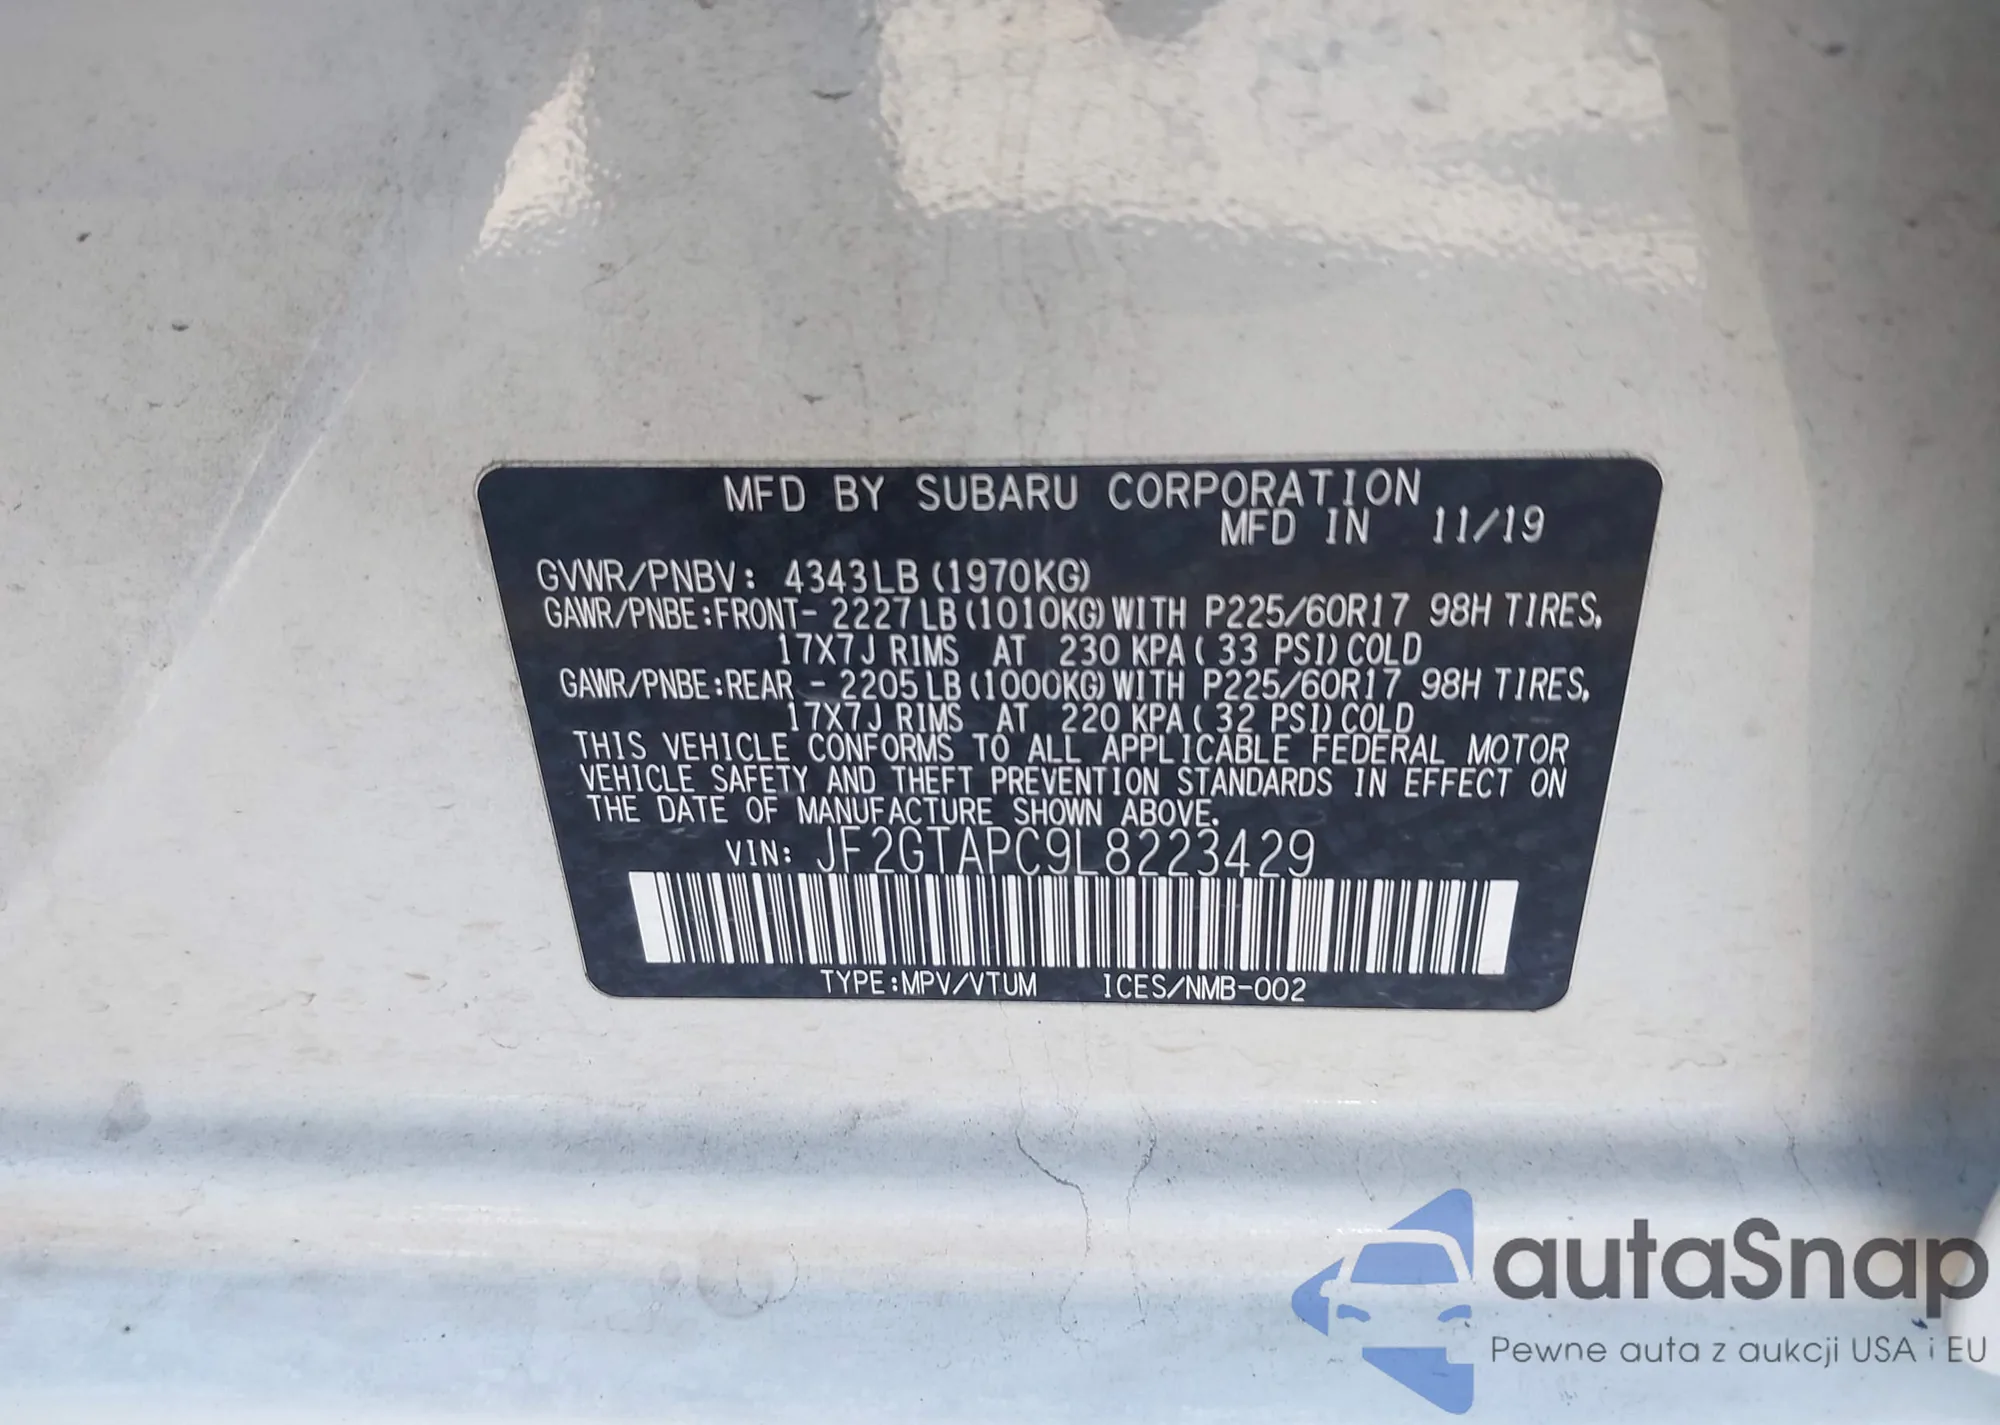 MFD BY SUBARU CORPORATION
MFD IN 11/19
GVWR/PNBV: 4343LB (1970KG)
GAWR/PNBE:FRONT- 2227LB (1010KG) WITH P225/60R17 98H TIRES,
17X7J RIMS AT 230 KPA ( 33 PSI) COLD
GAWR/PNBE:REAR - 2205LB (1000KG) WITH P225/60R17 98H TIRES,
17X7J RIMS AT 220 KPA ( 32 PSI) COLD
THIS VEHICLE CONFORMS TO ALL APPLICABLE FEDERAL MOTOR
VEHICLE SAFETY AND THEFT PREVENTION STANDARDS IN EFFECT ON
THE DATE OF MANUFACTURE SHOWN ABOVE.
VIN: JF2GTAPC9L8223429
TYPE:MPV/VTUM ICES/NMB-002
autaSnap
Pewne auta z aukcji USA i EU